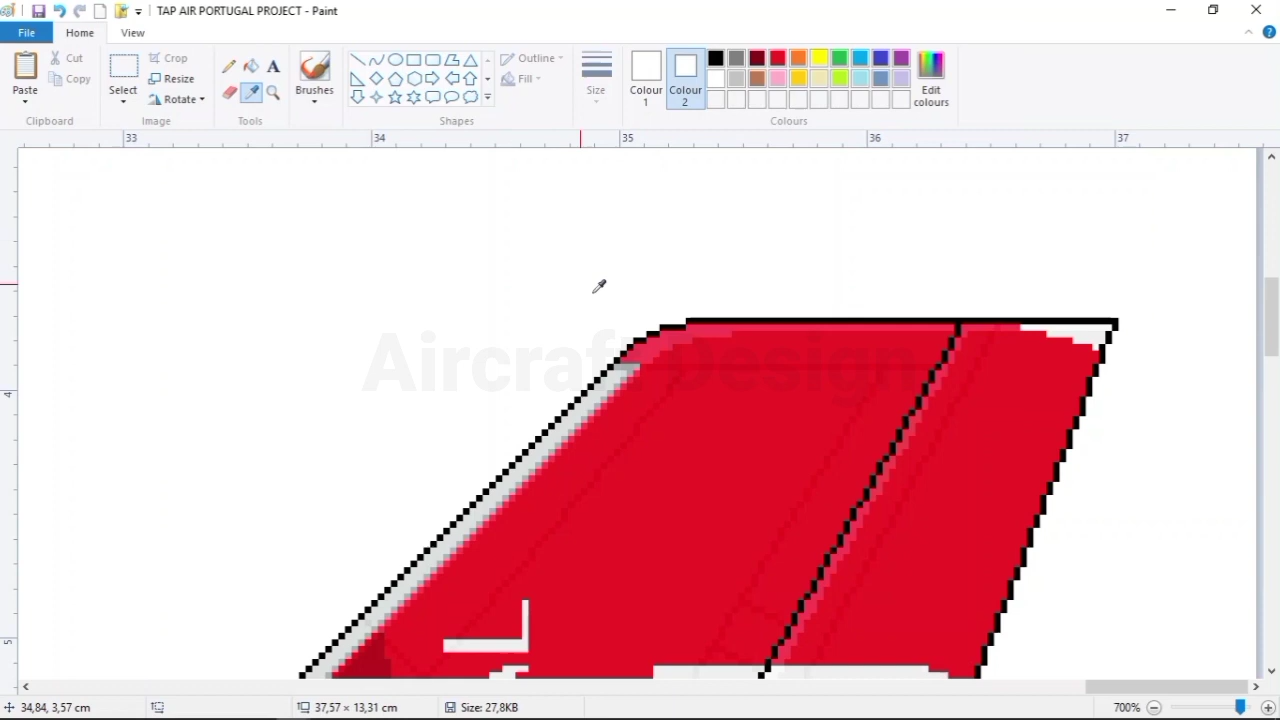 TAP AIR PORTUGAL PROJECT - Paint
File Home View
Paste Cut Copy Clipboard
Select Crop Resize Rotate Image
A Tools
Brushes
Outline Fill Shapes
Size
Colour 1 Colour 2 Edit colours Colours
33 34 35 36 37
4
5
Aircraft Design
34,84, 3,57 cm 37,57 × 13,31 cm Size: 27,8KB 700%